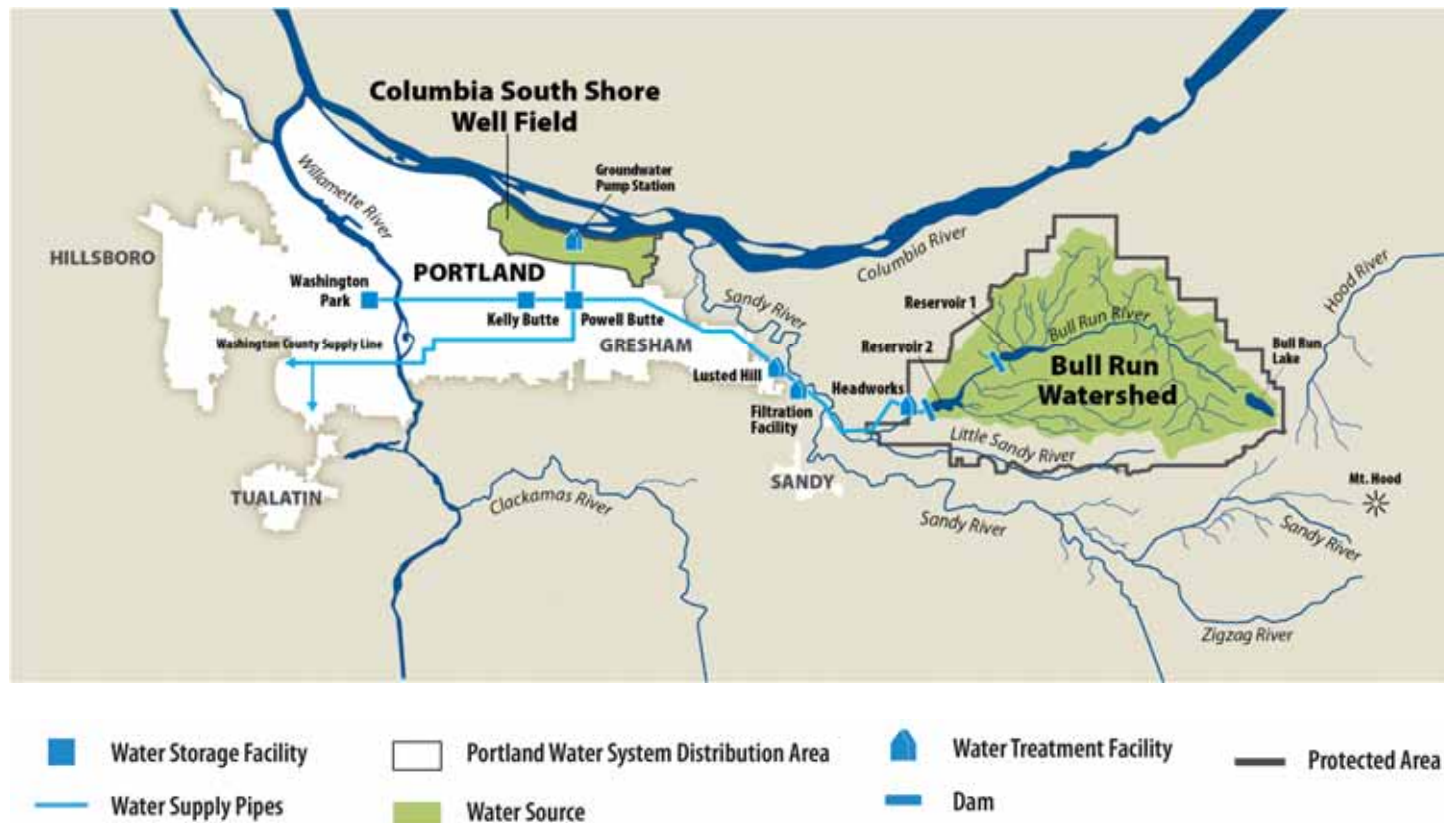 Columbia South Shore
Well Field
Groundwater
Pump Station
Willamette River
HILLSBORO
Columbia River
Hood River
PORTLAND
Washington
Park
Kelly Butte
Powell Butte
Sandy River
Reservoir 1
Bull Run River
Bull Run
Lake
Washington County Supply Line
GRESHAM
Reservoir 2
Bull Run
Watershed
Lusted Hill
Headworks
Filtration
Facility
Little Sandy River
SANDY
TUALATIN
Clackamas River
Mt. Hood
Sandy River
Sandy River
Zigzag River
Water Storage Facility
Portland Water System Distribution Area
Water Treatment Facility
Protected Area
Water Supply Pipes
Water Source
Dam